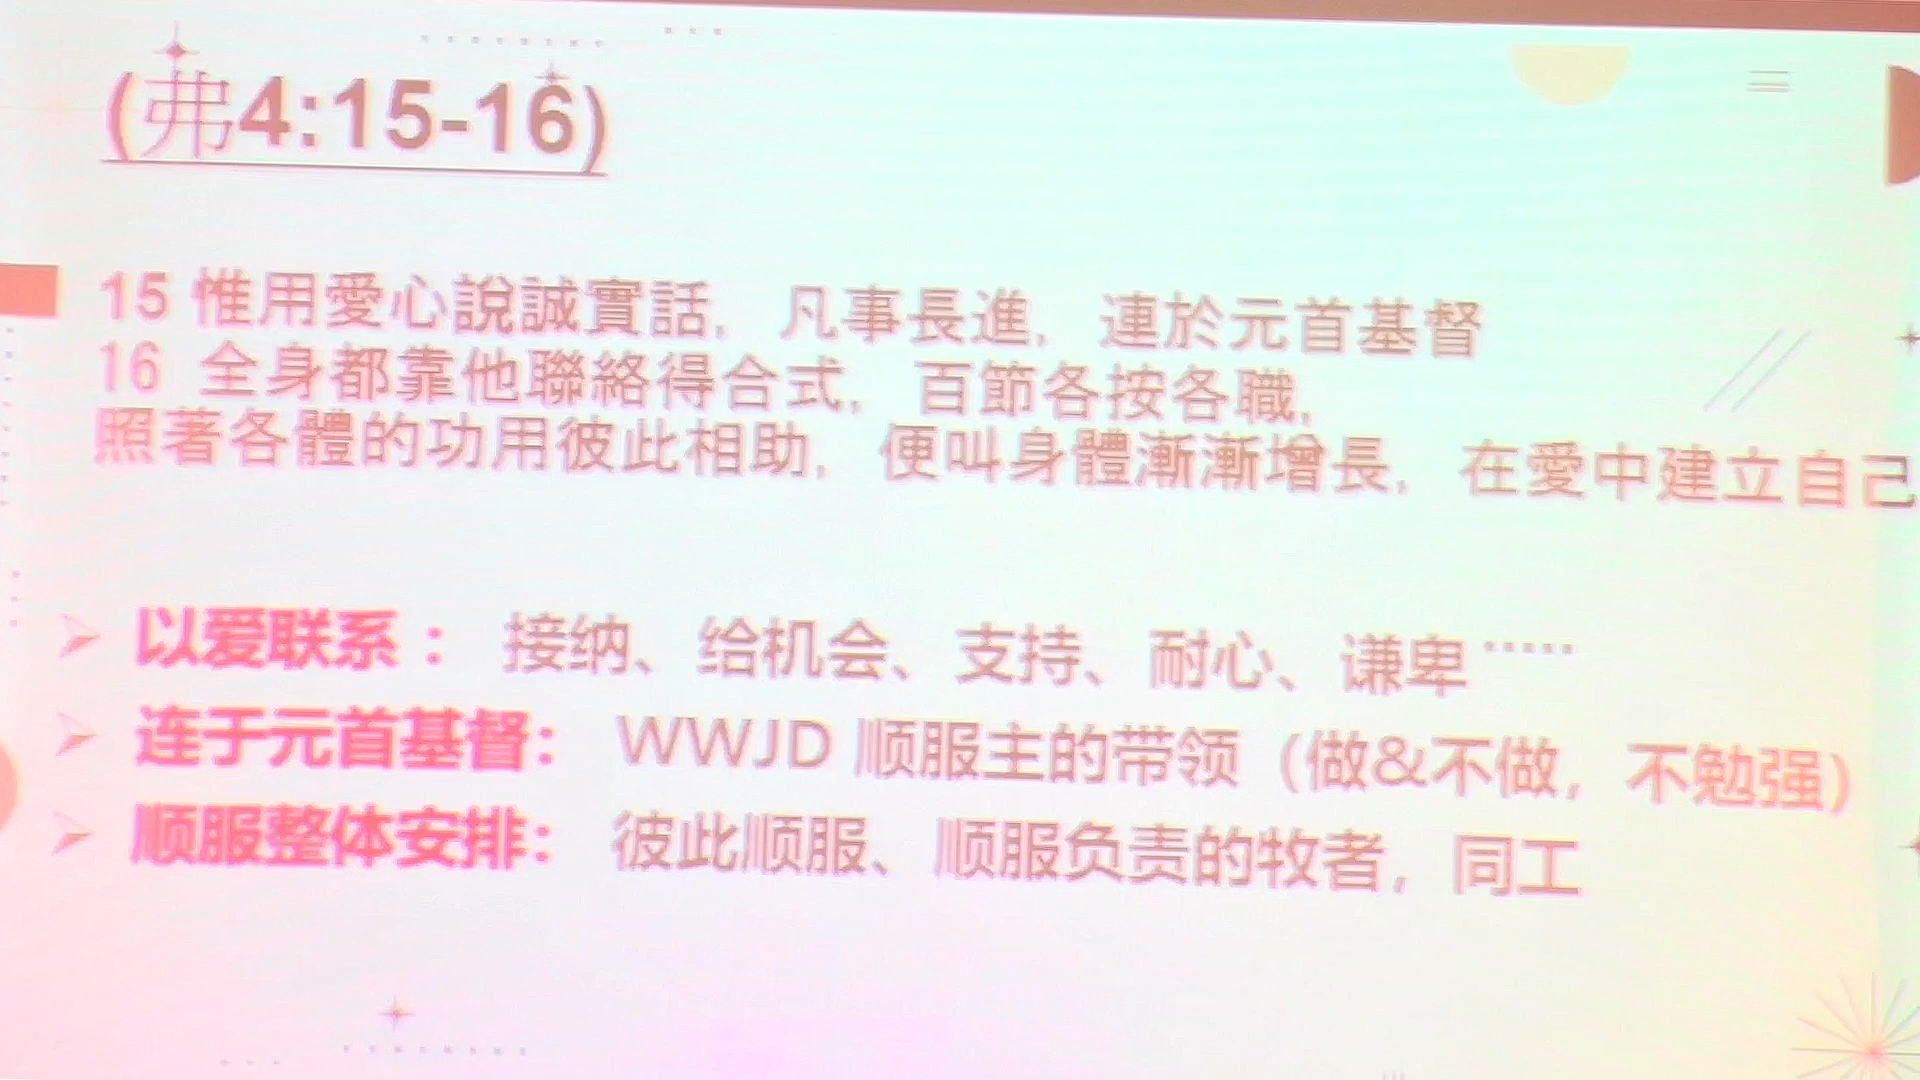 (弗4:15-16)
15 惟用愛心說誠實話，凡事長進，連於元首基督
16 全身都靠他聯絡得合式，百節各按各職，
照著各體的功用彼此相助，便叫身體漸漸增長，在愛中建立自己
以爱联系： 接纳、给机会、支持、耐心、谦卑……
连于元首基督： WWJD 顺服主的带领（做&不做，不勉强）
顺服整体安排： 彼此顺服、顺服负责的牧者，同工